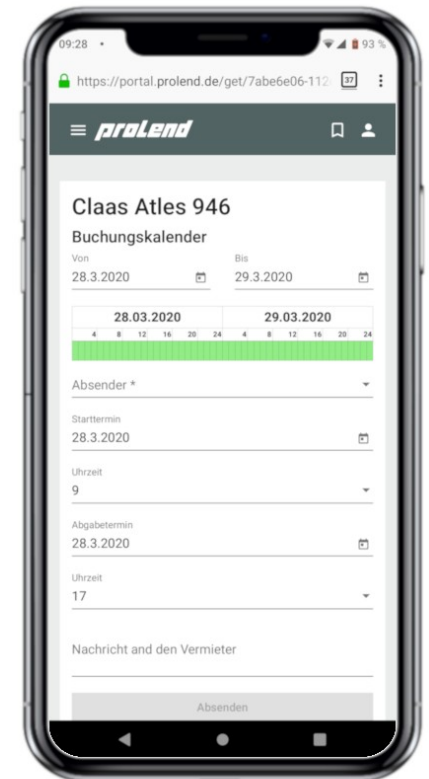 09:28 • 93 %
https://portal.prolend.de/get/7abe6e06-112 37
prolend
Claas Atles 946
Buchungskalender
Von Bis
28.3.2020 29.3.2020
28.03.2020 29.03.2020
4 8 12 16 20 24 4 8 12 16 20 24
Absender *
Starttermin
28.3.2020
Uhrzeit
9
Abgabetermin
28.3.2020
Uhrzeit
17
Nachricht and den Vermieter
Absenden